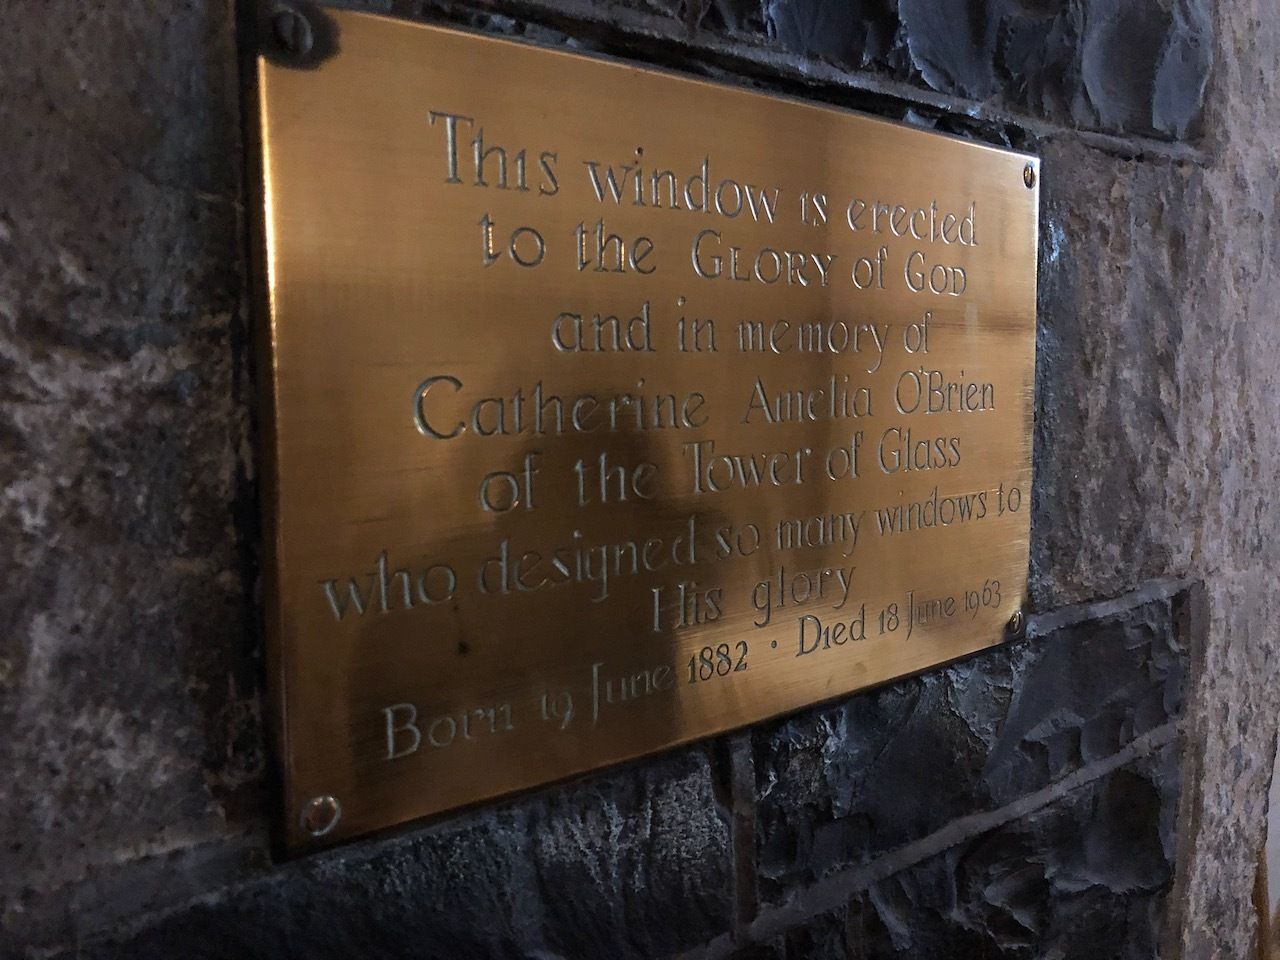 This window is erected
to the GLORY of GOD
and in memory of
Catherine Amelia O'Brien
of the Tower of Glass
who designed so many windows to
His glory
Born 19 June 1882 · Died 18 June 1963